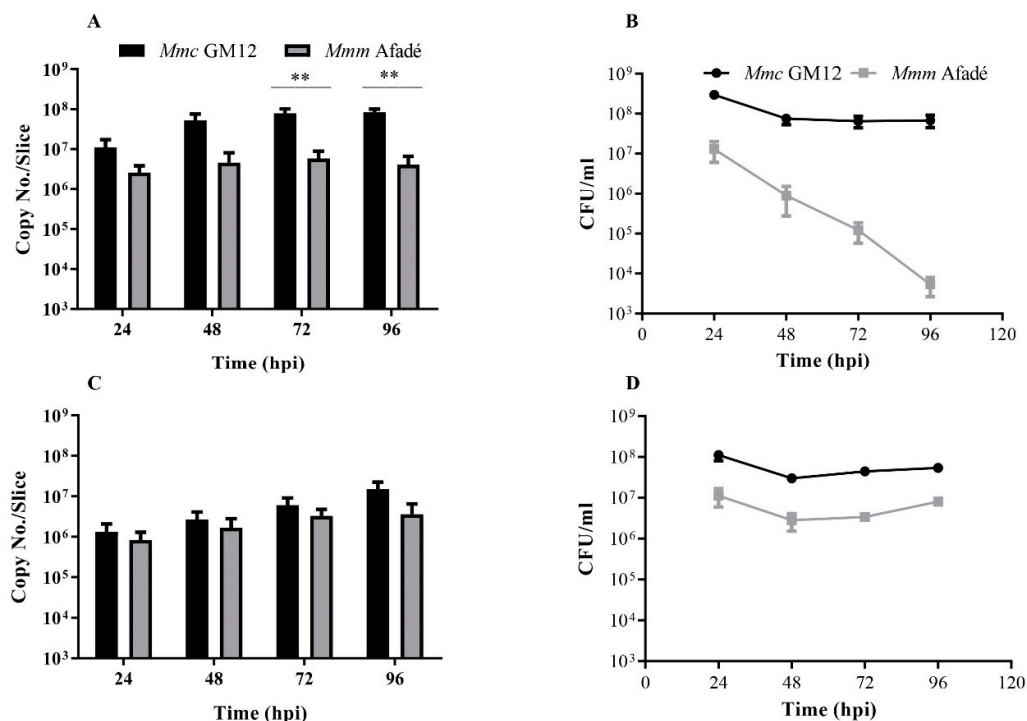 A
Mmc GM12 Mmm Afadé
** **
Copy No./Slice
10⁹
10⁸
10⁷
10⁶
10⁵
10⁴
10³
24 48 72 96
Time (hpi)
B
Mmc GM12 Mmm Afadé
CFU/ml
10⁹
10⁸
10⁷
10⁶
10⁵
10⁴
10³
0 24 48 72 96 120
Time (hpi)
C
Copy No./Slice
10⁹
10⁸
10⁷
10⁶
10⁵
10⁴
10³
24 48 72 96
Time (hpi)
D
CFU/ml
10⁹
10⁸
10⁷
10⁶
10⁵
10⁴
10³
0 24 48 72 96 120
Time (hpi)